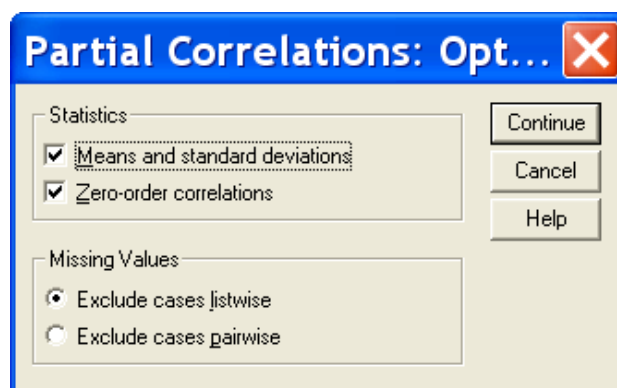 Partial Correlations: Opt...
Statistics
Means and standard deviations
Zero-order correlations
Missing Values
Exclude cases listwise
Exclude cases pairwise
Continue
Cancel
Help